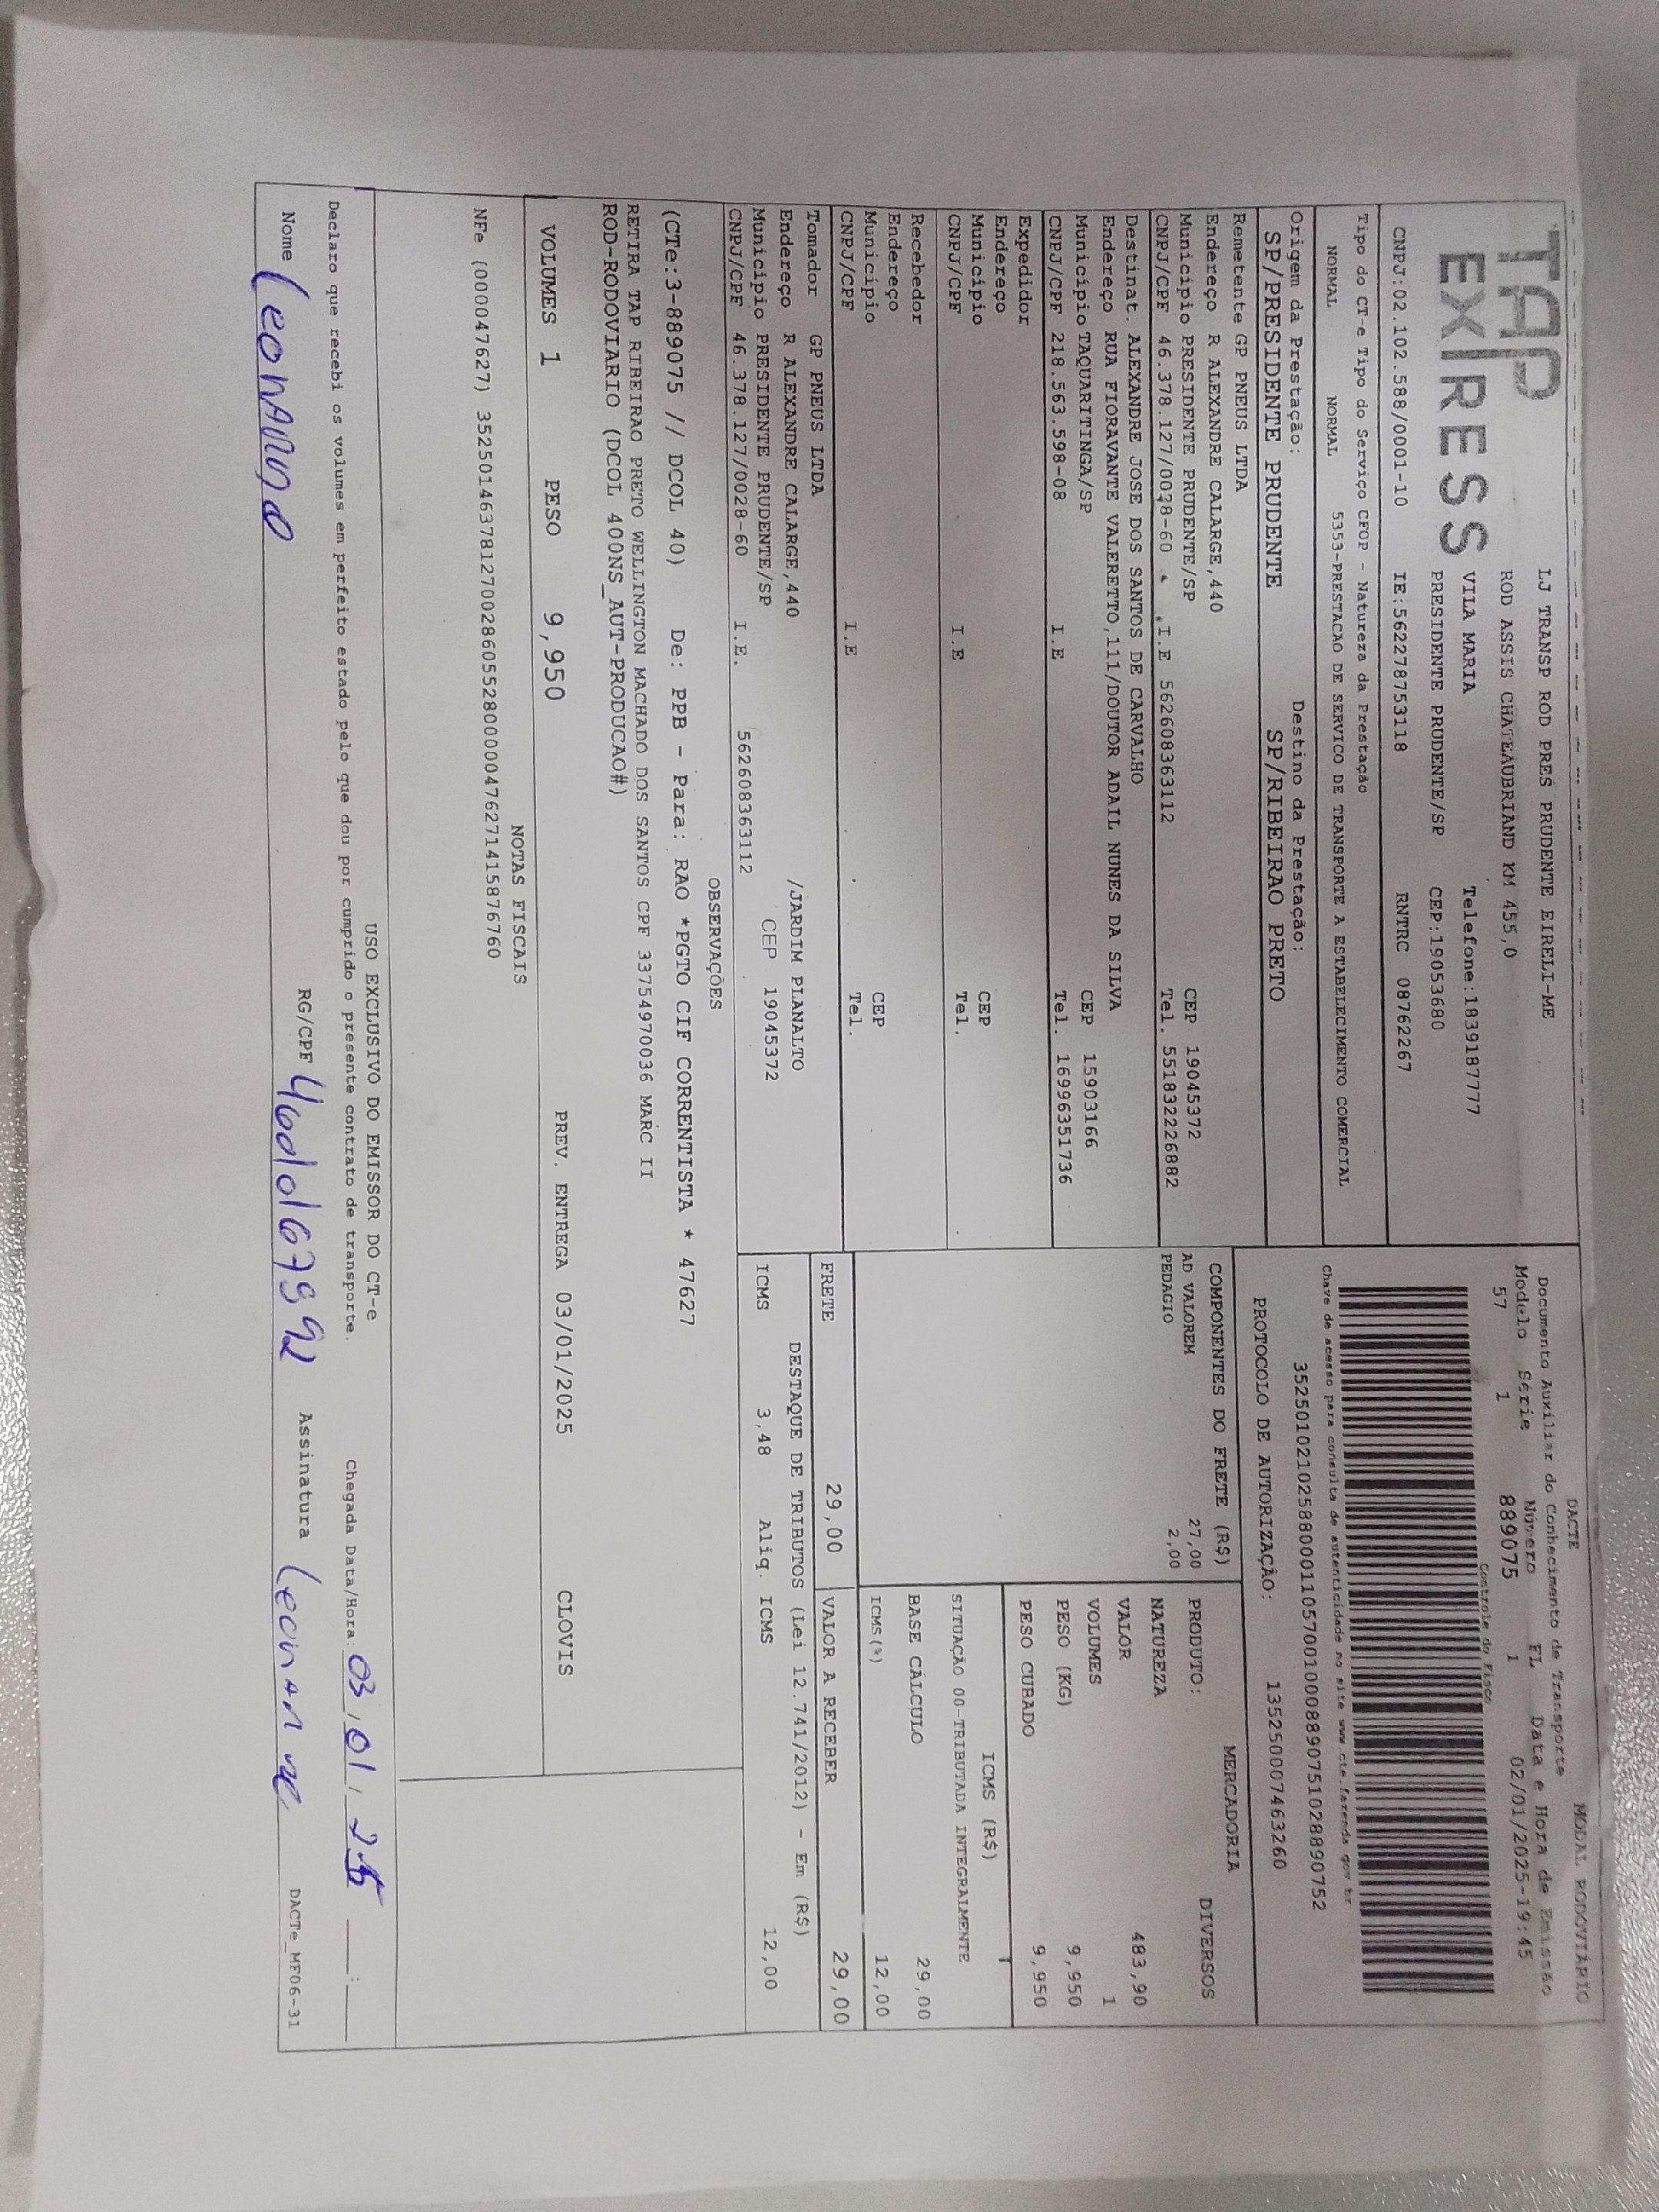 TAP
EXPRESS
LJ TRANSP ROD PRES PRUDENTE EIRELI-ME
ROD ASSIS CHATEAUBRIAND KM 455,0
VILA MARIA Telefone:1839187777
PRESIDENTE PRUDENTE/SP CEP:19053680
CNPJ:02.102.588/0001-10 IE:562278753118 RNTRC 08762267
Tipo do CT-e Tipo do Serviço CFOP - Natureza da Prestação
NORMAL NORMAL 5353-PRESTACAO DE SERVICO DE TRANSPORTE A ESTABELECIMENTO COMERCIAL
Origem da Prestação: Destino da Prestação:
SP/PRESIDENTE PRUDENTE SP/RIBEIRAO PRETO
DACTE MODAL RODOVIÁRIO
Documento Auxiliar do Conhecimento de Transporte
Modelo Série Número FL Data e Hora de Emissão
57 1 889075 1 02/01/2025-19:45
Controle do Fisco
Chave de acesso para consulta de autenticidade no site www.cte.fazenda.gov.br
35250102102588000110570010008890751028890752
PROTOCOLO DE AUTORIZAÇÃO: 135250007463260
Remetente GP PNEUS LTDA
Endereço R ALEXANDRE CALARGE,440
Município PRESIDENTE PRUDENTE/SP CEP 19045372
CNPJ/CPF 46.378.127/0028-60 I.E 562608363112 Tel. 551832226882
Destinat. ALEXANDRE JOSE DOS SANTOS DE CARVALHO
Endereço RUA FIORAVANTE VALERETTO,111/DOUTOR ADAIL NUNES DA SILVA
Município TAQUARITINGA/SP CEP 15903166
CNPJ/CPF 218.563.598-08 I.E Tel. 16996351736
Expedidor
Endereço
Município CEP
CNPJ/CPF I.E Tel.
Recebedor
Endereço
Município CEP
CNPJ/CPF I.E Tel.
Tomador GP PNEUS LTDA
Endereço R ALEXANDRE CALARGE,440 /JARDIM PLANALTO
Município PRESIDENTE PRUDENTE/SP CEP 19045372
CNPJ/CPF 46.378.127/0028-60 I.E. 562608363112
COMPONENTES DO FRETE (R$)
AD VALOREM 27,00
PEDAGIO 2,00
MERCADORIA
PRODUTO: DIVERSOS
NATUREZA
VALOR 483,90
VOLUMES 1
PESO (KG) 9,950
PESO CUBADO 9,950
ICMS (R$)
SITUAÇÃO 00-TRIBUTADA INTEGRALMENTE
BASE CÁLCULO 29,00
ICMS(%) 12,00
FRETE 29,00 VALOR A RECEBER 29,00
DESTAQUE DE TRIBUTOS (Lei 12.741/2012) - Em (R$)
ICMS 3,48 Aliq. ICMS 12,00
OBSERVAÇÕES
(CTe:3-889075 // DCOL 40) De: PPB - Para: RAO *PGTO CIF CORRENTISTA * 47627
RETIRA TAP RIBEIRAO PRETO WELLINGTON MACHADO DOS SANTOS CPF 33754970036 MARC II
ROD-RODOVIARIO (DCOL 400NS_AUT-PRODUCAO#)
VOLUMES 1 PESO 9,950 PREV. ENTREGA 03/01/2025 CLOVIS
NOTAS FISCAIS
NFe (000047627) 35250146378127002860552800000476271415876760
USO EXCLUSIVO DO EMISSOR DO CT-e
Declaro que recebi os volumes em perfeito estado pelo que dou por cumprido o presente contrato de transporte. Chegada Data/Hora: 03/01/25 __:__
Nome Leonardo RG/CPF Assinatura DACTe_MF06-31